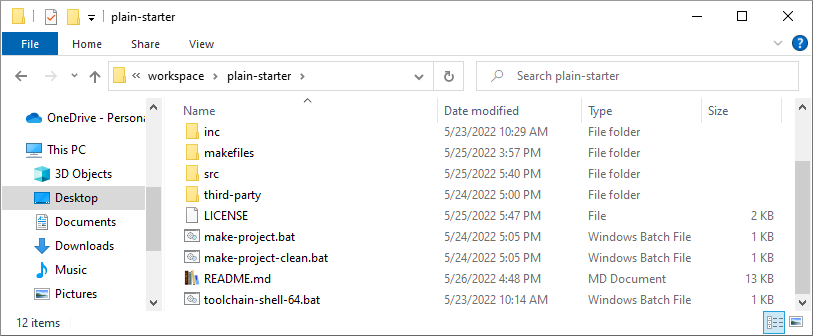 plain-starter
File Home Share View
workspace plain-starter Search plain-starter
Name Date modified Type Size
OneDrive - Persona
This PC
3D Objects
Desktop
Documents
Downloads
Music
Pictures
inc 5/23/2022 10:29 AM File folder
makefiles 5/25/2022 3:57 PM File folder
src 5/25/2022 5:40 PM File folder
third-party 5/24/2022 5:00 PM File folder
LICENSE 5/25/2022 5:47 PM File 2 KB
make-project.bat 5/24/2022 5:05 PM Windows Batch File 1 KB
make-project-clean.bat 5/24/2022 5:05 PM Windows Batch File 1 KB
README.md 5/26/2022 4:48 PM MD Document 13 KB
toolchain-shell-64.bat 5/23/2022 10:14 AM Windows Batch File 1 KB
12 items